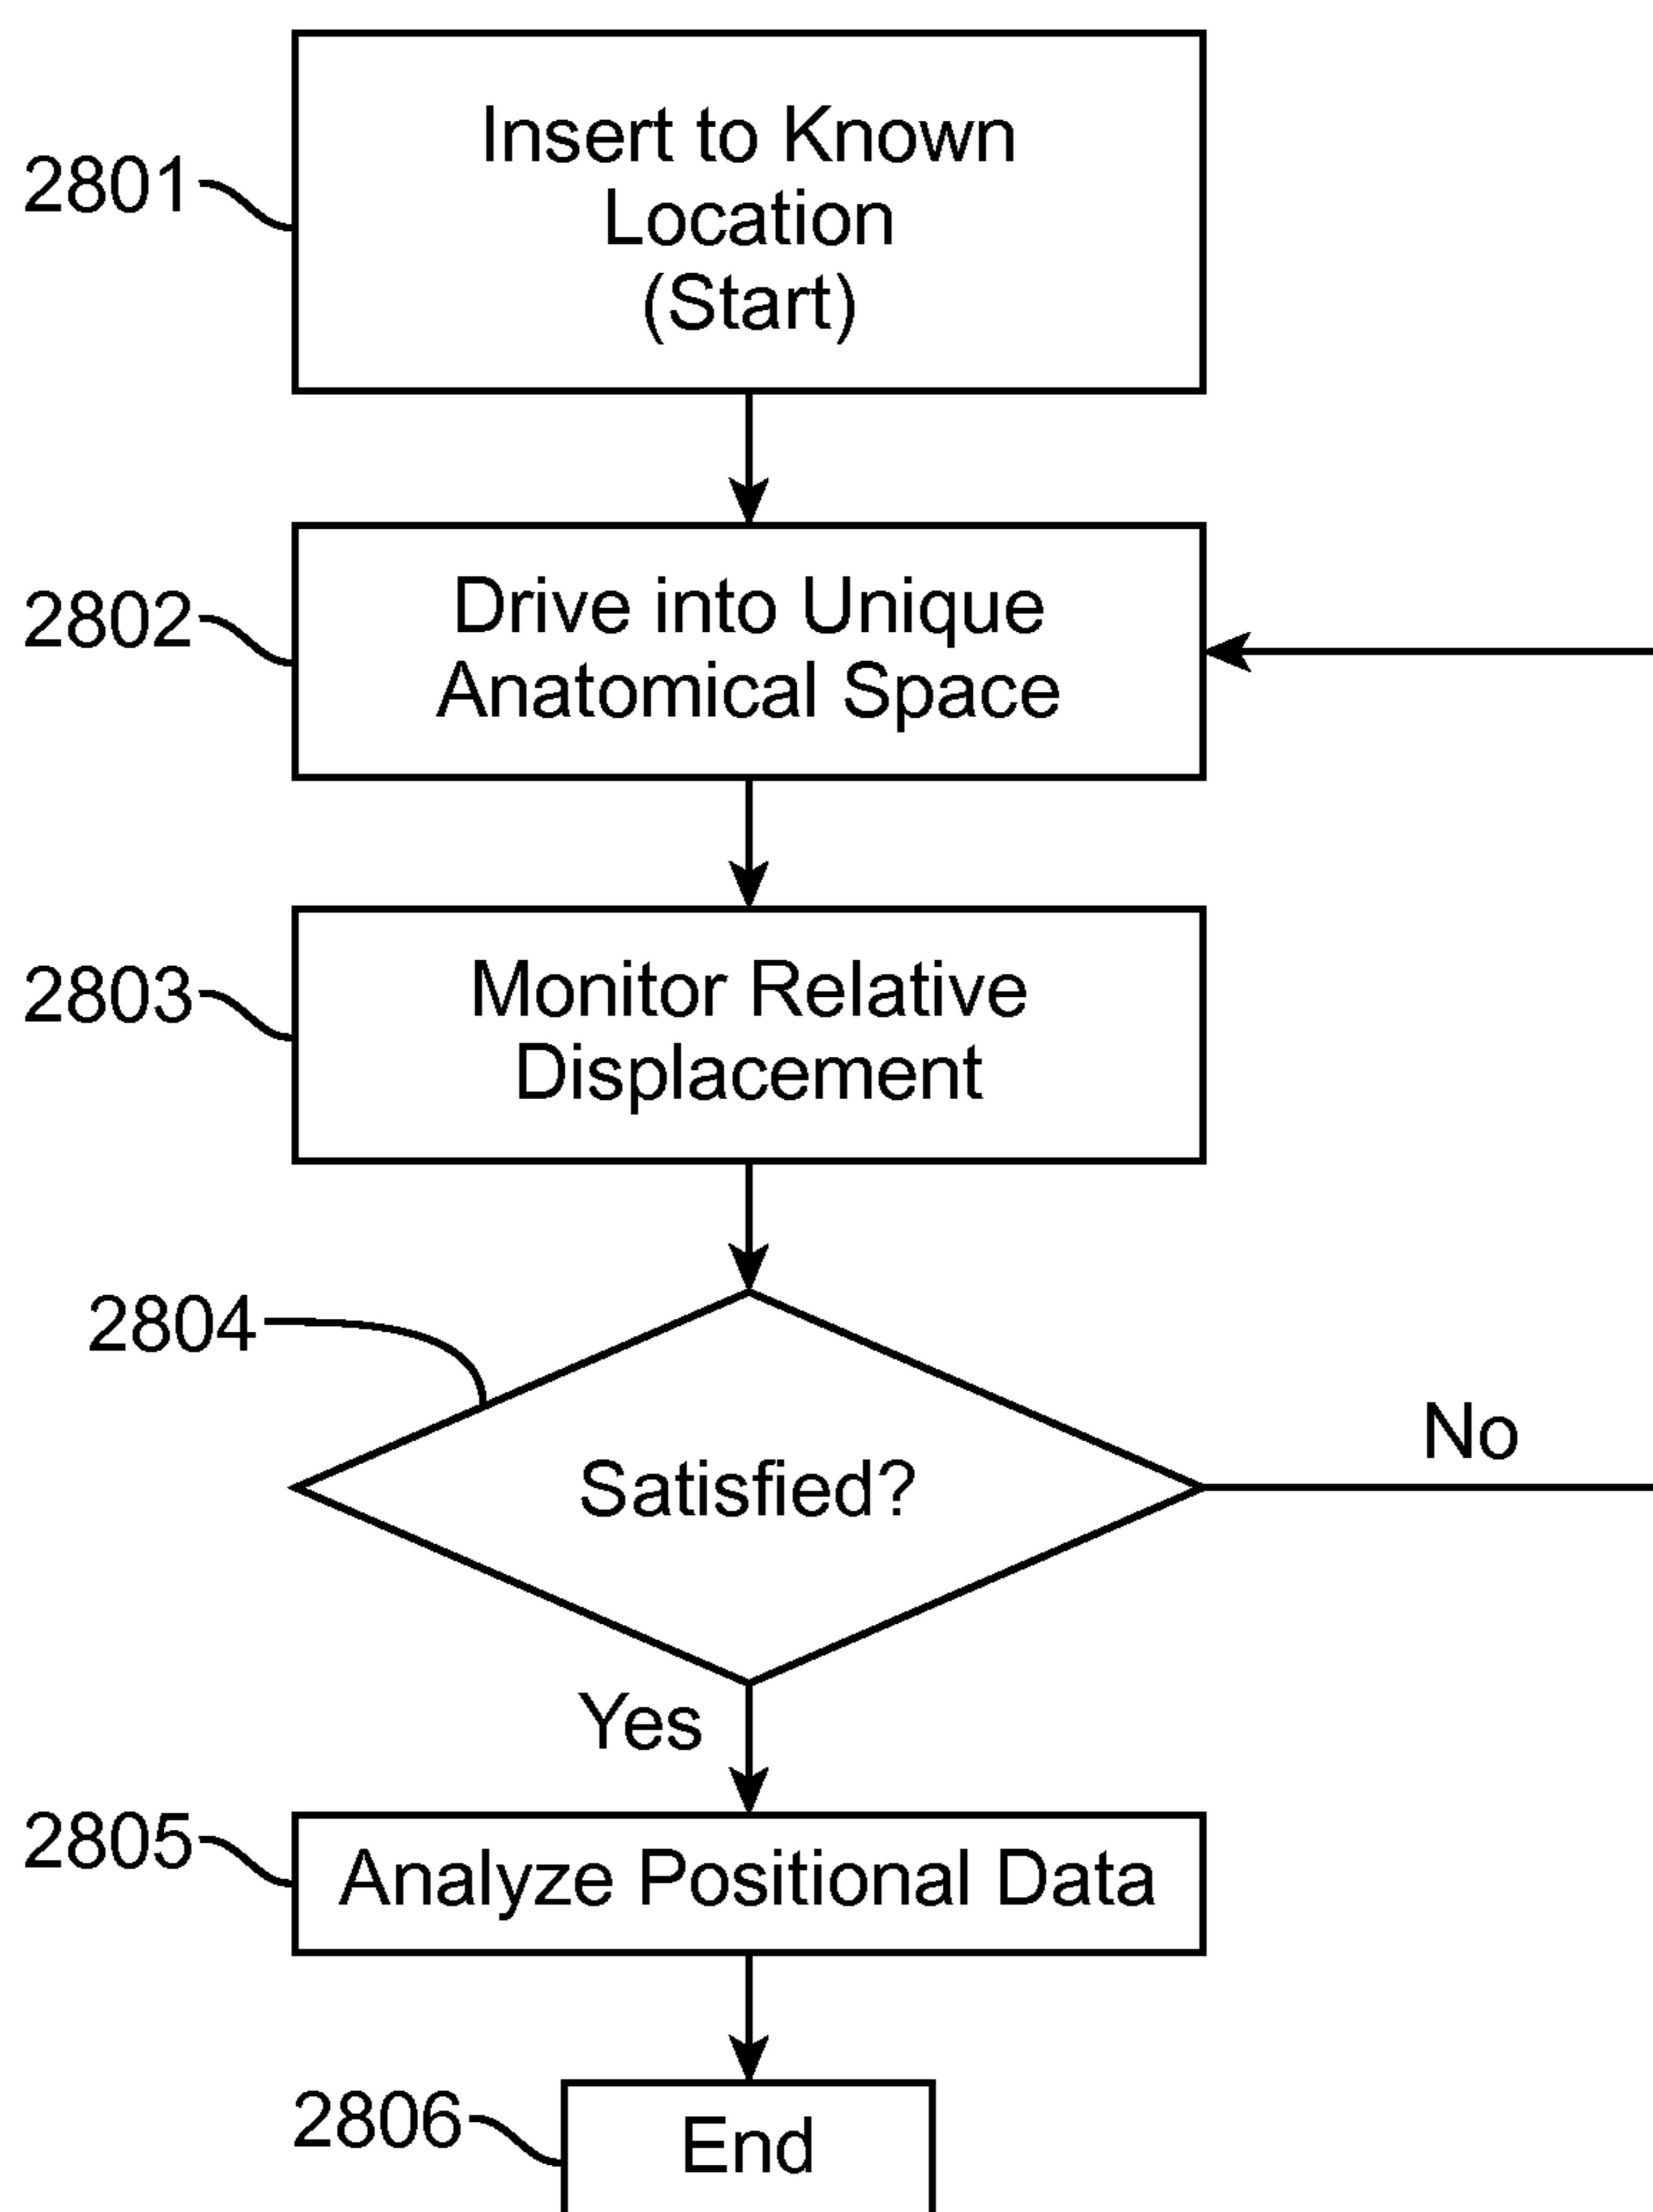 2801
Insert to Known
Location
(Start)
2802
Drive into Unique
Anatomical Space
2803
Monitor Relative
Displacement
2804
Satisfied?
No
Yes
2805
Analyze Positional Data
2806
End